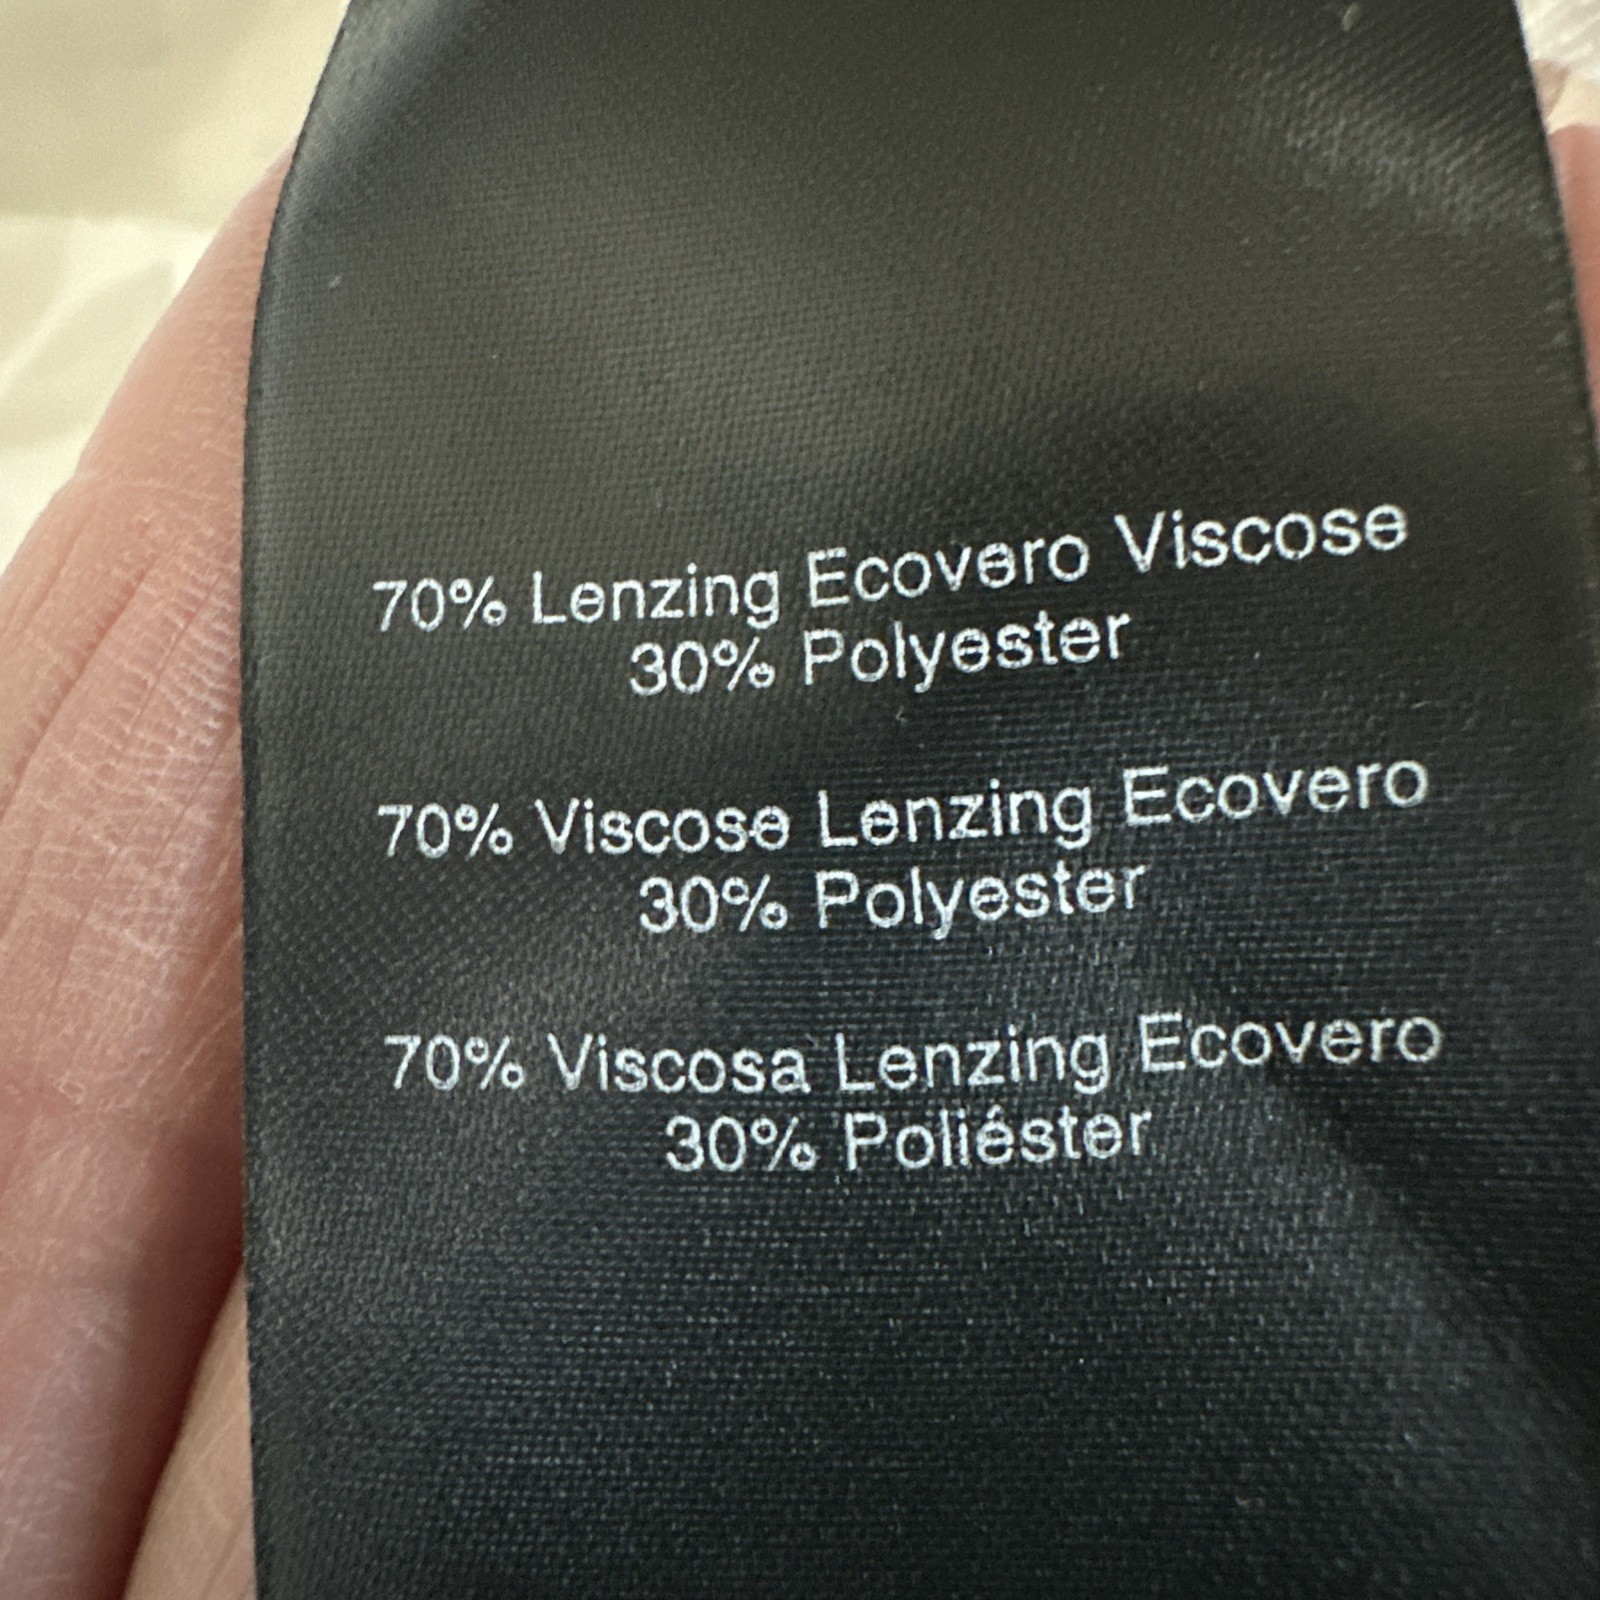 70% Lenzing Ecovero Viscose
30% Polyester
70% Viscose Lenzing Ecovero
30% Polyester
70% Viscosa Lenzing Ecovero
30% Poliéster